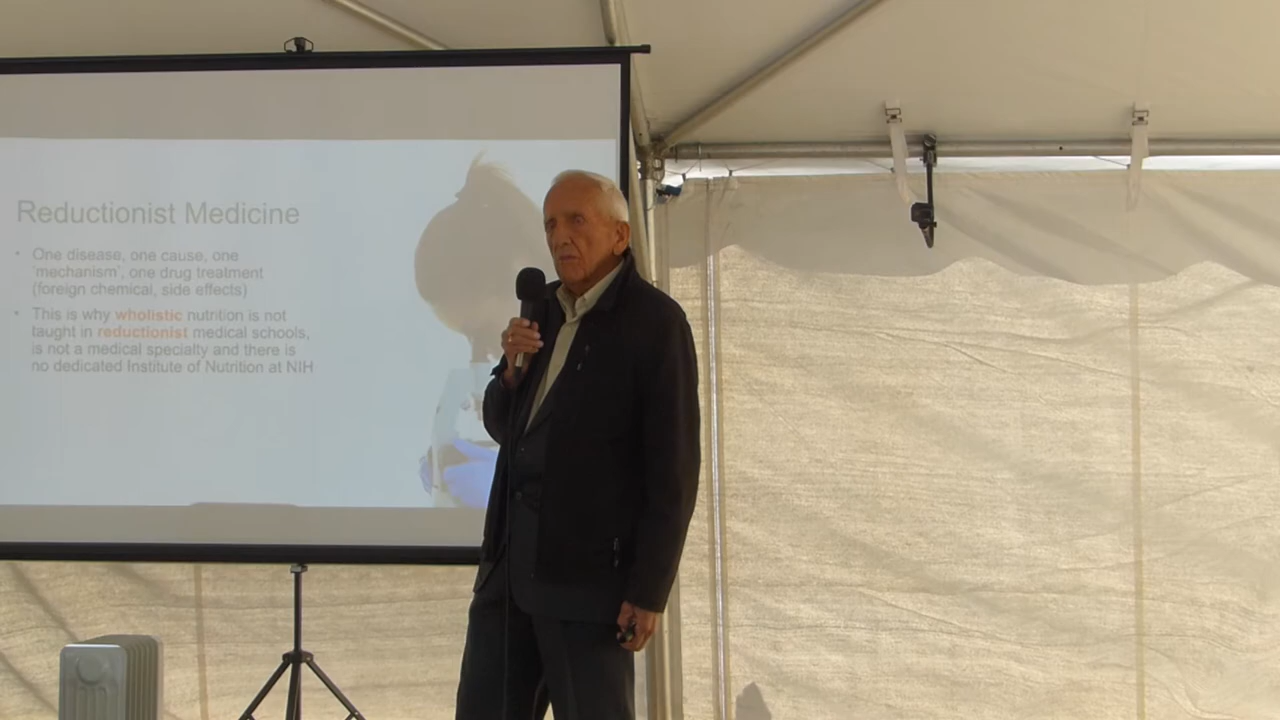 Reductionist Medicine
• One disease, one cause, one
'mechanism', one drug treatment
(foreign chemical, side effects)
• This is why wholistic nutrition is not
taught in reductionist medical schools,
is not a medical specialty and there is
no dedicated Institute of Nutrition at NIH